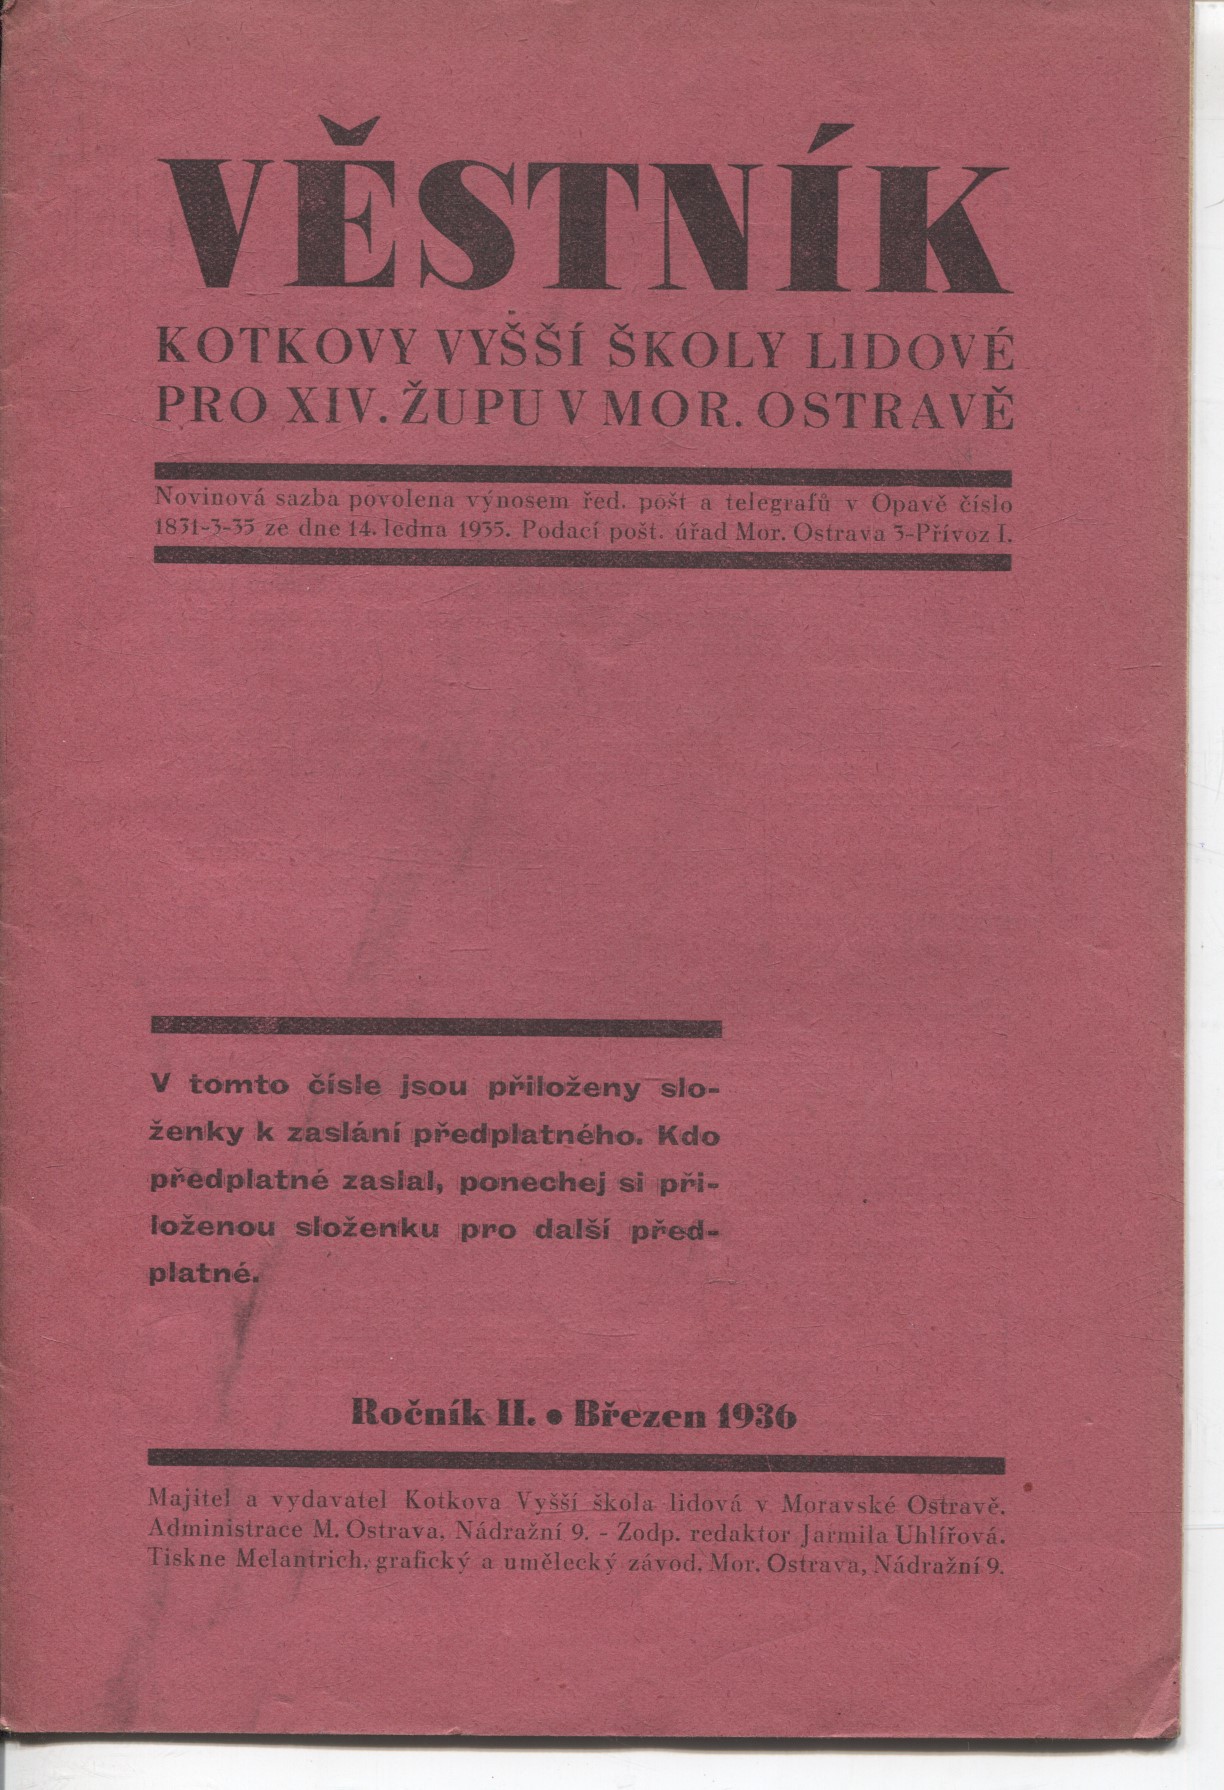 VĚSTNÍK
KOTKOVY VYŠŠÍ ŠKOLY LIDOVÉ
PRO XIV. ŽUPU V MOR. OSTRAVĚ
Novinová sazba povolena výnosem řed. pošt a telegrafů v Opavě číslo
1831-3-35 ze dne 14. ledna 1935. Podací pošt. úřad Mor. Ostrava 3-Přívoz I.
V tomto čísle jsou přiloženy slo-
ženky k zaslání předplatného. Kdo
předplatné zaslal, ponechej si při-
loženou složenku pro další před-
platné.
Ročník II. • Březen 1936
Majitel a vydavatel Kotkova Vyšší škola lidová v Moravské Ostravě.
Administrace M. Ostrava, Nádražní 9. - Zodp. redaktor Jarmila Uhlířová.
Tiskne Melantrich, grafický a umělecký závod, Mor. Ostrava, Nádražní 9.